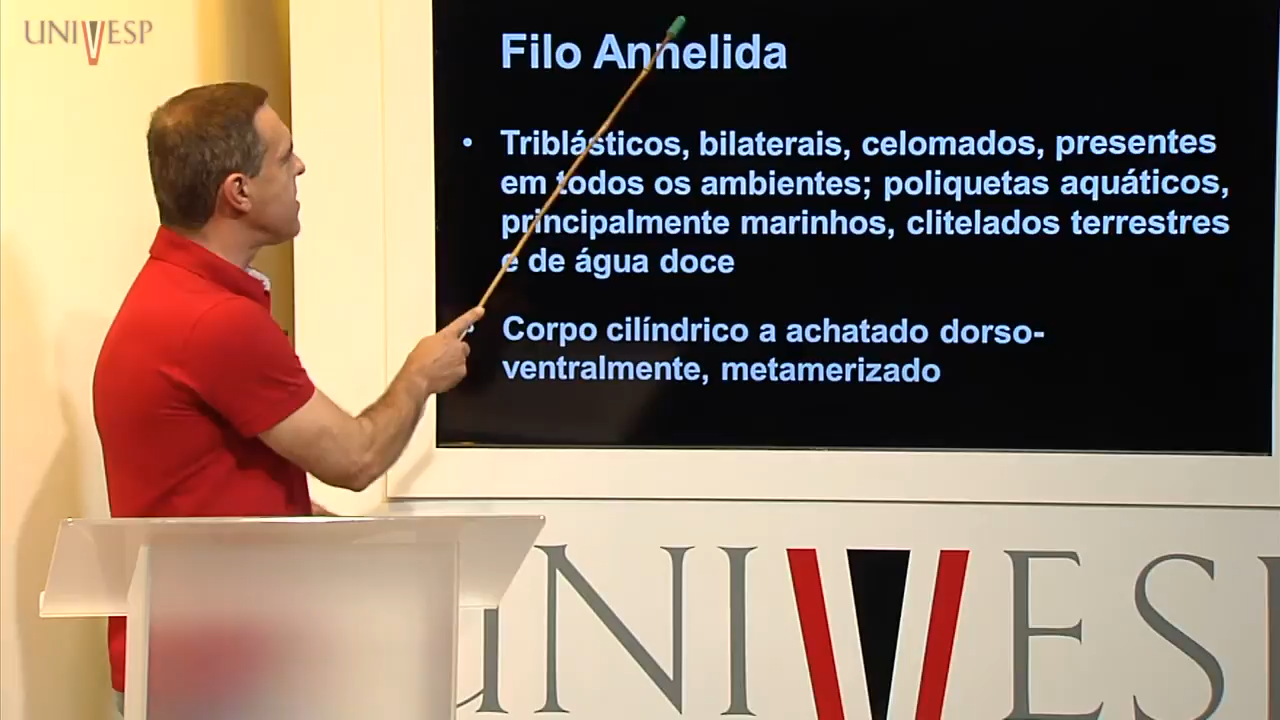 UNIVESP
Filo Annelida
• Triblásticos, bilaterais, celomados, presentes
em todos os ambientes; poliquetas aquáticos,
principalmente marinhos, clitelados terrestres
e de água doce
• Corpo cilíndrico a achatado dorso-
ventralmente, metamerizado
UNIVESP